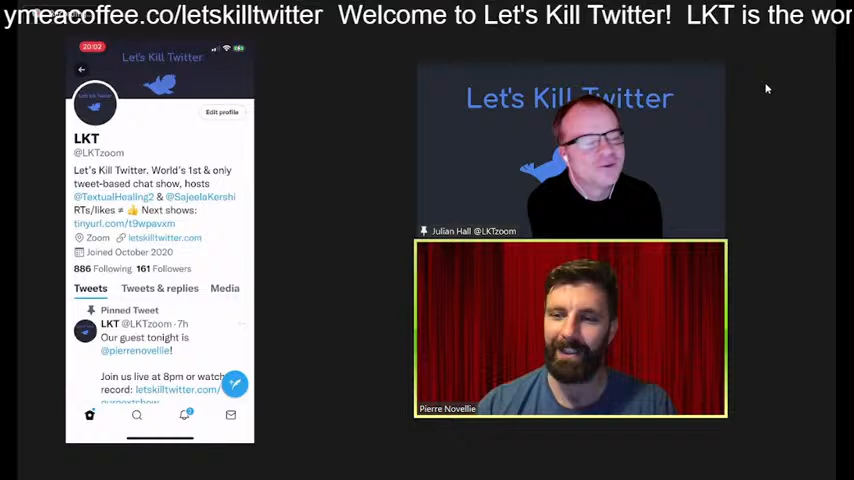 ymeacoffee.co/letskilltwitter Welcome to Let's Kill Twitter! LKT is the wor
20:02
Let's Kill Twitter
Edit profile
LKT
@LKTzoom
Let's Kill Twitter. World's 1st & only
tweet-based chat show, hosts
@TextualHealing2 & @SajeelaKershi
RTs/likes ≠ 👍 Next shows:
tinyurl.com/t9wpavxm
Zoom letskilltwitter.com
Joined October 2020
886 Following 161 Followers
Tweets Tweets & replies Media
Pinned Tweet
LKT @LKTzoom · 7h
Our guest tonight is
@pierrenovellie!
Join us live at 8pm or watch
record: letskilltwitter.com/
ournextshow
Let's Kill Twitter
Julian Hall @LKTzoom
Pierre Novellie